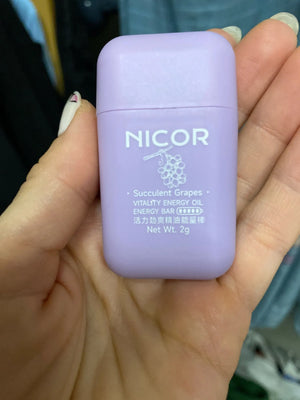 NICOR
• Succulent Grapes •
VITALITY ENERGY OIL
ENERGY BAR
活力劲爽精油能量棒
Net Wt. 2g